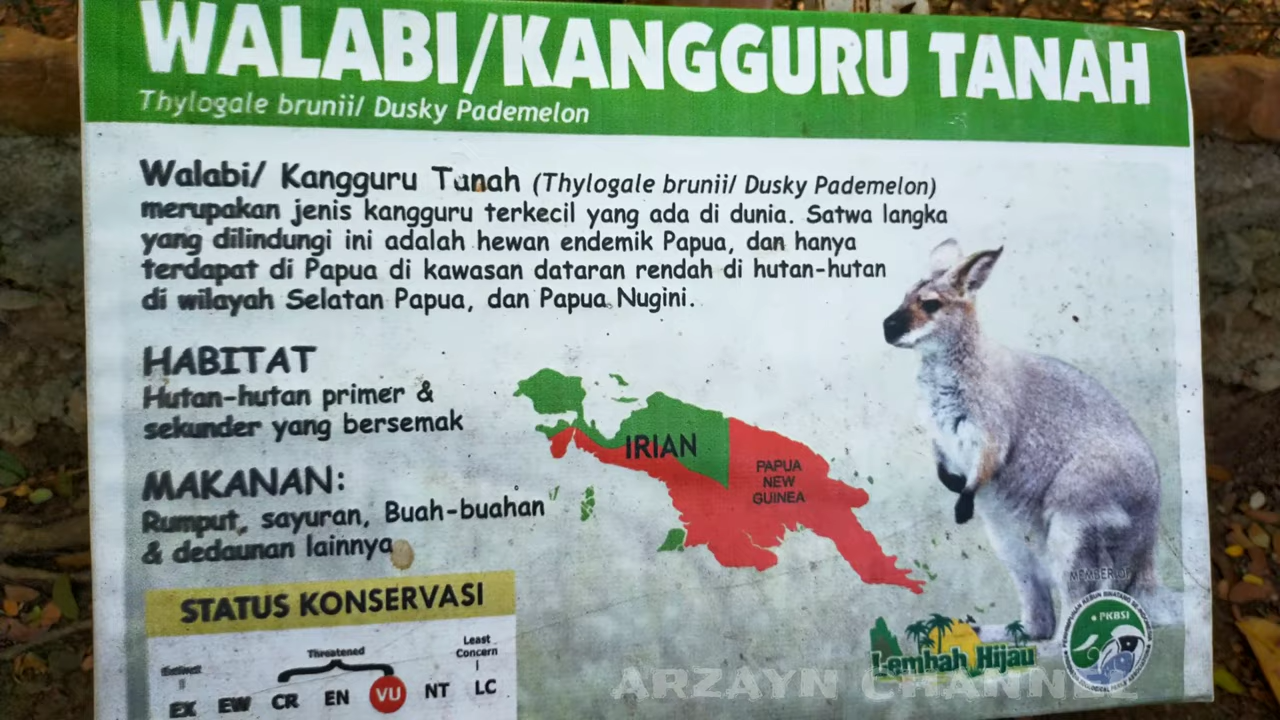 WALABI/KANGGURU TANAH
Thylogale brunii/ Dusky Pademelon
Walabi/ Kangguru Tanah (Thylogale brunii/ Dusky Pademelon)
merupakan jenis kangguru terkecil yang ada di dunia. Satwa langka
yang dilindungi ini adalah hewan endemik Papua, dan hanya
terdapat di Papua di kawasan dataran rendah di hutan-hutan
di wilayah Selatan Papua, dan Papua Nugini.
HABITAT
Hutan-hutan primer &
sekunder yang bersemak
MAKANAN:
Rumput, sayuran, Buah-buahan
& dedaunan lainnya
IRIAN
PAPUA
NEW
GUINEA
STATUS KONSERVASI
Extinct
Threatened
Least
Concern
EX EW CR EN VU NT LC
MEMBER OF
PKBSI
Lembah Hijau
ARZAYN CHANNEL